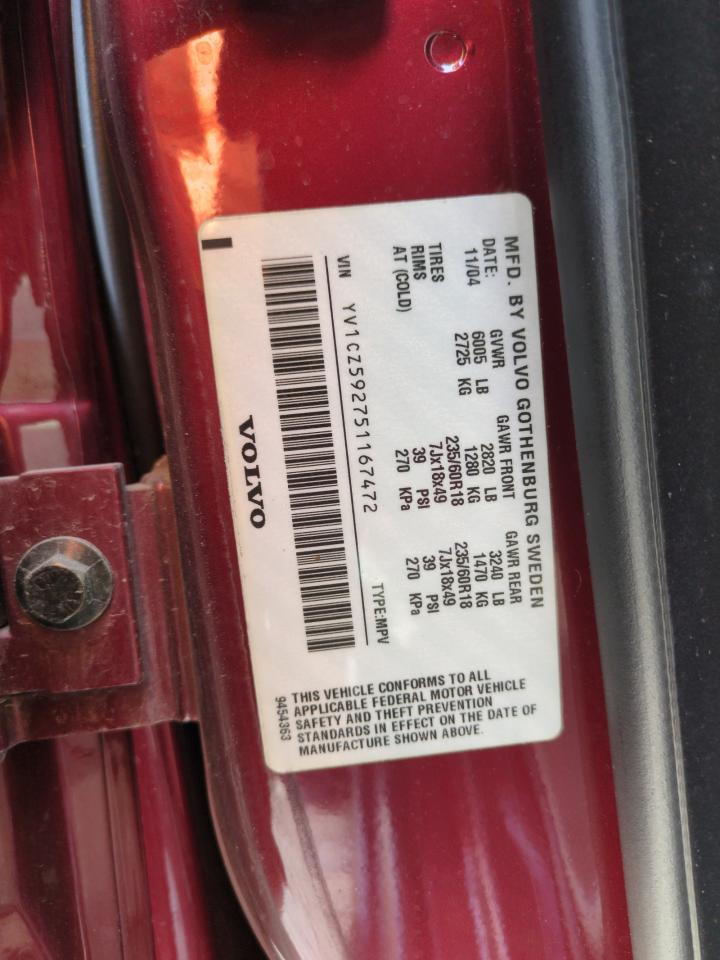 MFD. BY VOLVO GOTHENBURG SWEDEN
DATE: GVWR GAWR FRONT GAWR REAR
11/04 6005 LB 2820 LB 3240 LB
2725 KG 1280 KG 1470 KG
TIRES 235/60R18 235/60R18
RIMS 7Jx18x49 7Jx18x49
AT (COLD) 39 PSI 39 PSI
270 KPa 270 KPa
VIN YV1CZ592751167472 TYPE:MPV
VOLVO
THIS VEHICLE CONFORMS TO ALL
APPLICABLE FEDERAL MOTOR VEHICLE
SAFETY AND THEFT PREVENTION
STANDARDS IN EFFECT ON THE DATE OF
MANUFACTURE SHOWN ABOVE.
9454363